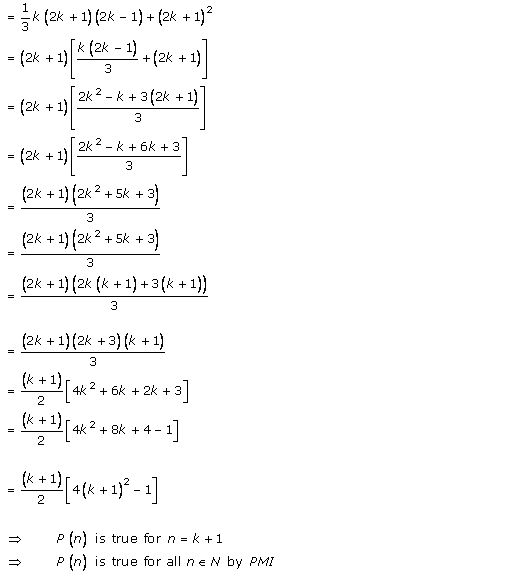 = 1/3 k (2k + 1) (2k − 1) + (2k + 1)²
= (2k + 1) [ k (2k − 1) / 3 + (2k + 1) ]
= (2k + 1) [ 2k² − k + 3 (2k + 1) / 3 ]
= (2k + 1) [ 2k² − k + 6k + 3 / 3 ]
= (2k + 1) (2k² + 5k + 3) / 3
= (2k + 1) (2k² + 5k + 3) / 3
= (2k + 1) (2k (k + 1) + 3 (k + 1)) / 3
= (2k + 1) (2k + 3) (k + 1) / 3
= (k + 1) / 2 [ 4k² + 6k + 2k + 3 ]
= (k + 1) / 2 [ 4k² + 8k + 4 − 1 ]
= (k + 1) / 2 [ 4 (k + 1)² − 1 ]
⇒ P (n) is true for n = k + 1
⇒ P (n) is true for all n ∊ N by PMI